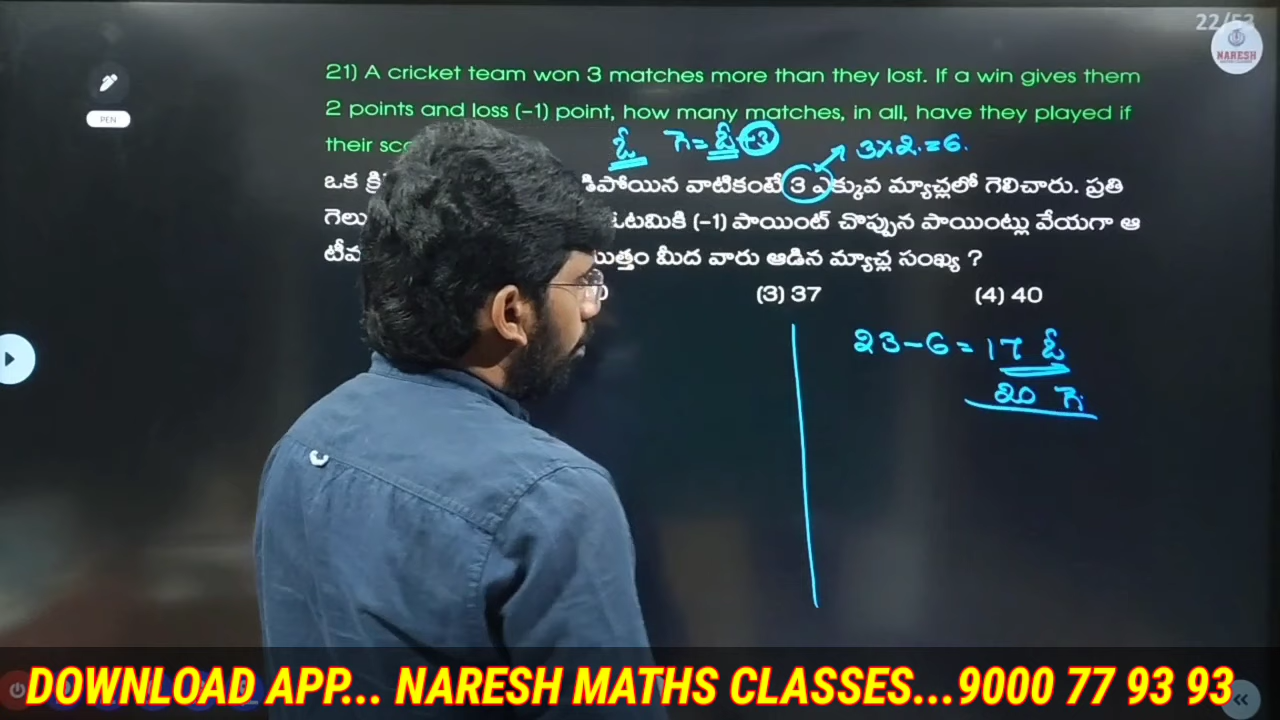 22/53
NARESH
PEN
21) A cricket team won 3 matches more than they lost. If a win gives them
2 points and loss (-1) point, how many matches, in all, have they played if
their
ఓ గె = ఓ+3 3×2=6.
ఒక డిపోయిన వాటికంటే 3 ఎక్కువ మ్యాచ్లలో గెలిచారు. ప్రతి
ఓటమికి (-1) పాయింట్ చొప్పున పాయింట్లు వేయగా ఆ
మీద వారు ఆడిన మ్యాచ్ల సంఖ్య ?
(3) 37 (4) 40
23-6=17 ఓ
20 గె
DOWNLOAD APP... NARESH MATHS CLASSES...9000 77 93 93